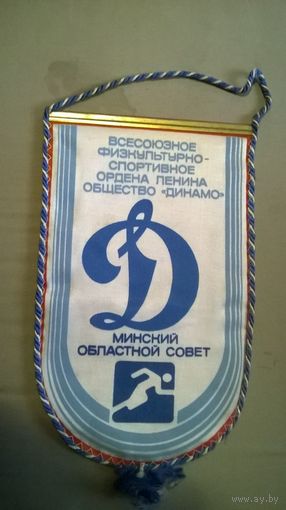 ВСЕСОЮЗНОЕ
ФИЗКУЛЬТУРНО-
СПОРТИВНОЕ
ОРДЕНА ЛЕНИНА
ОБЩЕСТВО «ДИНАМО»
Д
МИНСКИЙ
ОБЛАСТНОЙ СОВЕТ
www.ay.by